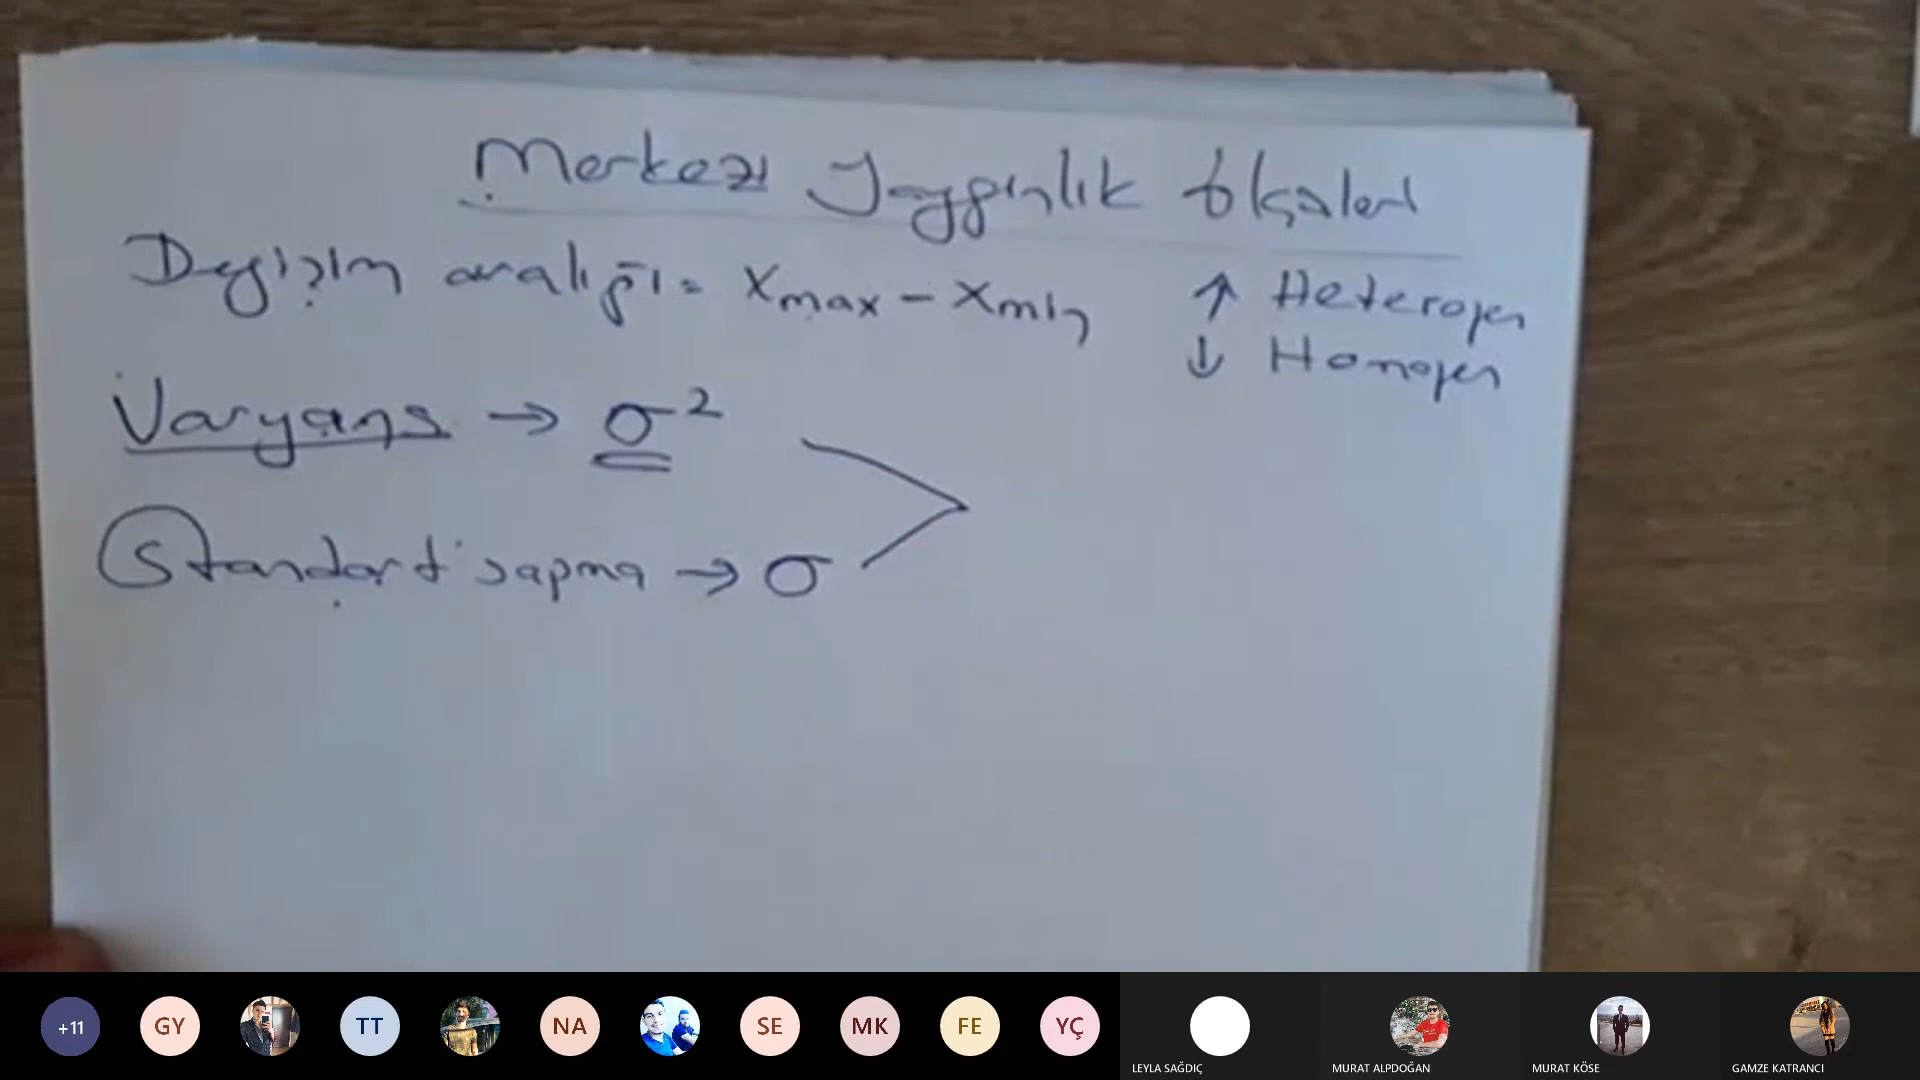 Merkezi Yaygınlık ölçüleri
Değişim aralığı = Xmax - Xmin
↑ Heterojen
↓ Homojen
Varyans → σ²
Standart sapma → σ
+11
GY
TT
NA
SE
MK
FE
YÇ
LEYLA SAĞDIÇ
MURAT ALPDOĞAN
MURAT KÖSE
GAMZE KATRANCI